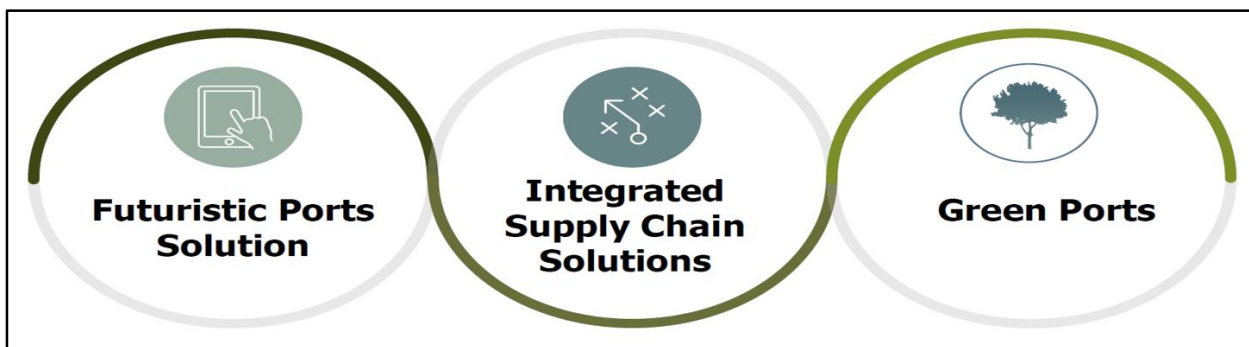 Futuristic Ports
Solution
Integrated
Supply Chain
Solutions
Green Ports